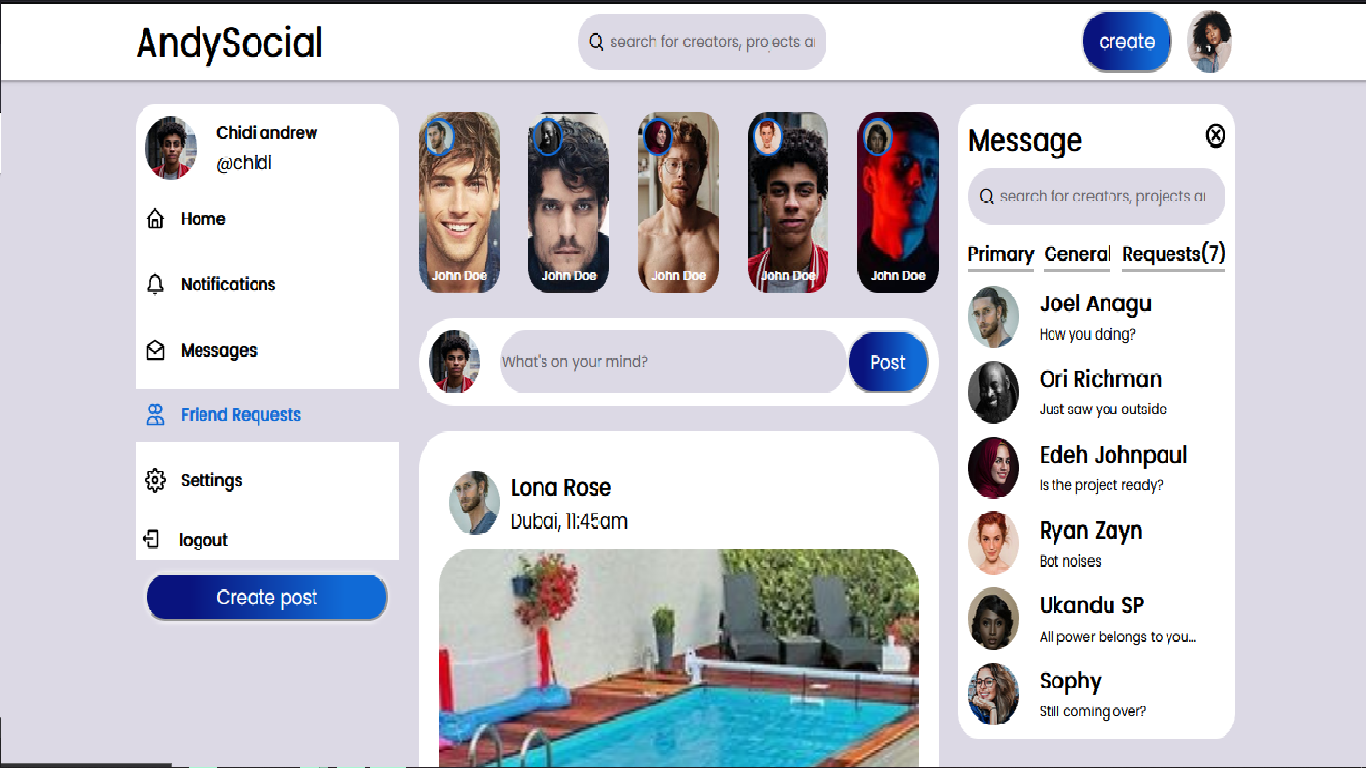 AndySocial
search for creators, projects a
create
Chidi andrew
@chidi
Home
Notifications
Messages
Friend Requests
Settings
logout
Create post
John Doe
John Doe
John Doe
John Doe
John Doe
What's on your mind?
Post
Lona Rose
Dubai, 11:45am
Message
search for creators, projects a
Primary General Requests(7)
Joel Anagu
How you doing?
Ori Richman
Just saw you outside
Edeh Johnpaul
Is the project ready?
Ryan Zayn
Bot noises
Ukandu SP
All power belongs to you...
Sophy
Still coming over?